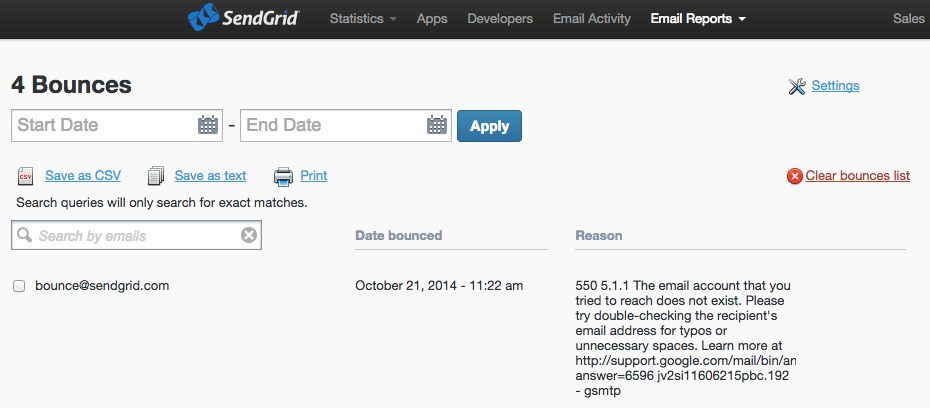 SendGrid Statistics Apps Developers Email Activity Email Reports Sales
4 Bounces
Settings
Start Date - End Date Apply
CSV Save as CSV Save as text Print Clear bounces list
Search queries will only search for exact matches.
Search by emails Date bounced Reason
bounce@sendgrid.com October 21, 2014 - 11:22 am 550 5.1.1 The email account that you
tried to reach does not exist. Please
try double-checking the recipient's
email address for typos or
unnecessary spaces. Learn more at
http://support.google.com/mail/bin/an
answer=6596 jv2si11606215pbc.192
- gsmtp